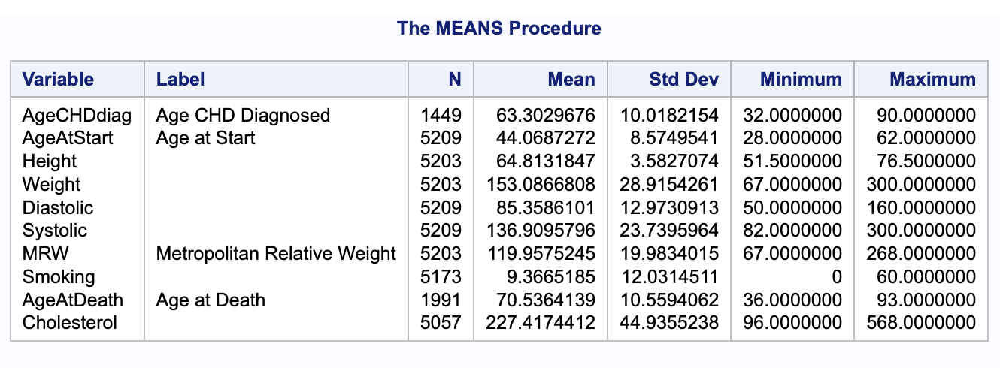 The MEANS Procedure
Variable Label N Mean Std Dev Minimum Maximum
AgeCHDdiag Age CHD Diagnosed 1449 63.3029676 10.0182154 32.0000000 90.0000000
AgeAtStart Age at Start 5209 44.0687272 8.5749541 28.0000000 62.0000000
Height 5203 64.8131847 3.5827074 51.5000000 76.5000000
Weight 5203 153.0866808 28.9154261 67.0000000 300.0000000
Diastolic 5209 85.3586101 12.9730913 50.0000000 160.0000000
Systolic 5209 136.9095796 23.7395964 82.0000000 300.0000000
MRW Metropolitan Relative Weight 5203 119.9575245 19.9834015 67.0000000 268.0000000
Smoking 5173 9.3665185 12.0314511 0 60.0000000
AgeAtDeath Age at Death 1991 70.5364139 10.5594062 36.0000000 93.0000000
Cholesterol 5057 227.4174412 44.9355238 96.0000000 568.0000000